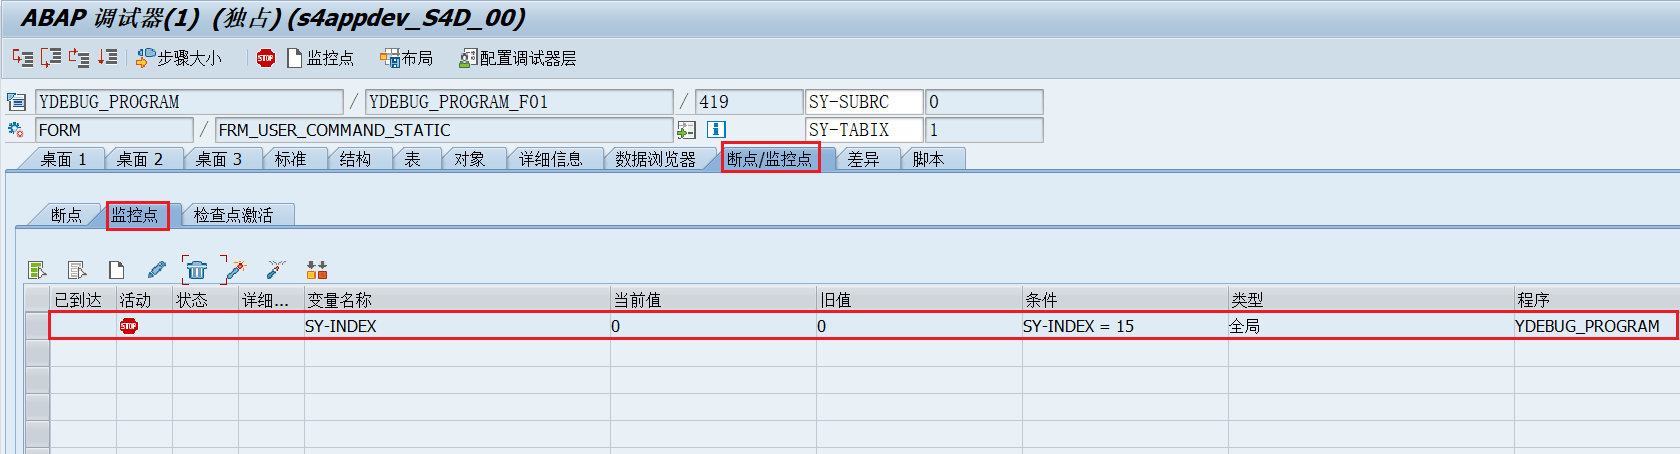 ABAP 调试器(1) (独占)(s4appdev_S4D_00)
步骤大小 STOP 监控点 布局 配置调试器层
YDEBUG_PROGRAM / YDEBUG_PROGRAM_F01 / 419 SY-SUBRC 0
FORM / FRM_USER_COMMAND_STATIC SY-TABIX 1
桌面 1 桌面 2 桌面 3 标准 结构 表 对象 详细信息 数据浏览器 断点/监控点 差异 脚本
断点 监控点 检查点激活
已到达 活动 状态 详细... 变量名称 当前值 旧值 条件 类型 程序
STOP SY-INDEX 0 0 SY-INDEX = 15 全局 YDEBUG_PROGRAM